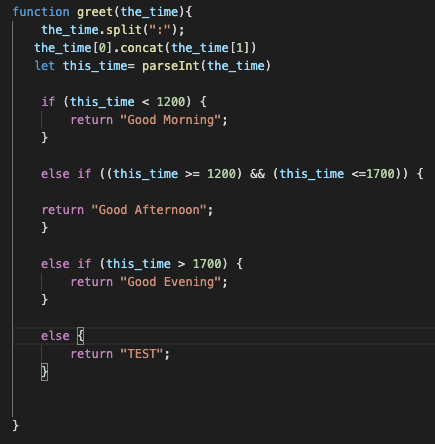 function greet(the_time){
the_time.split(":");
the_time[0].concat(the_time[1])
let this_time= parseInt(the_time)
if (this_time < 1200) {
return "Good Morning";
}
else if ((this_time >= 1200) && (this_time <=1700)) {
return "Good Afternoon";
}
else if (this_time > 1700) {
return "Good Evening";
}
else {
return "TEST";
}
}